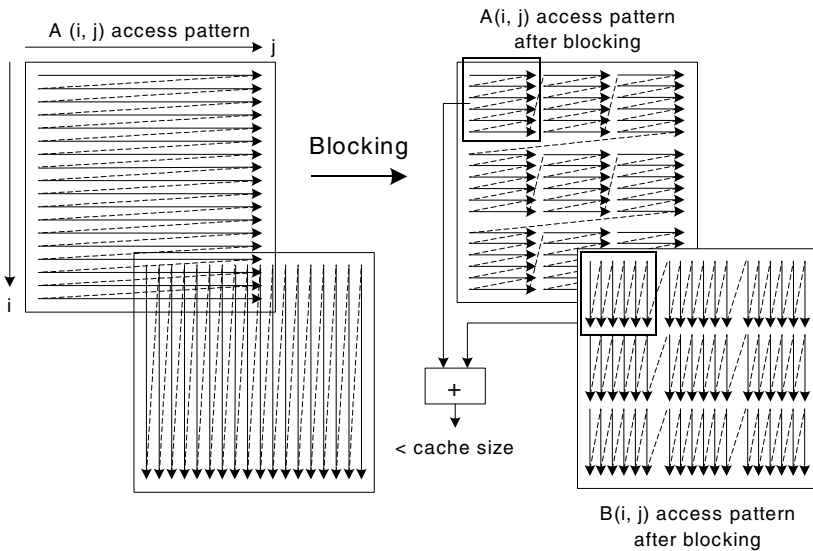 A (i, j) access pattern
j
i
Blocking
A(i, j) access pattern
after blocking
+
< cache size
B(i, j) access pattern
after blocking